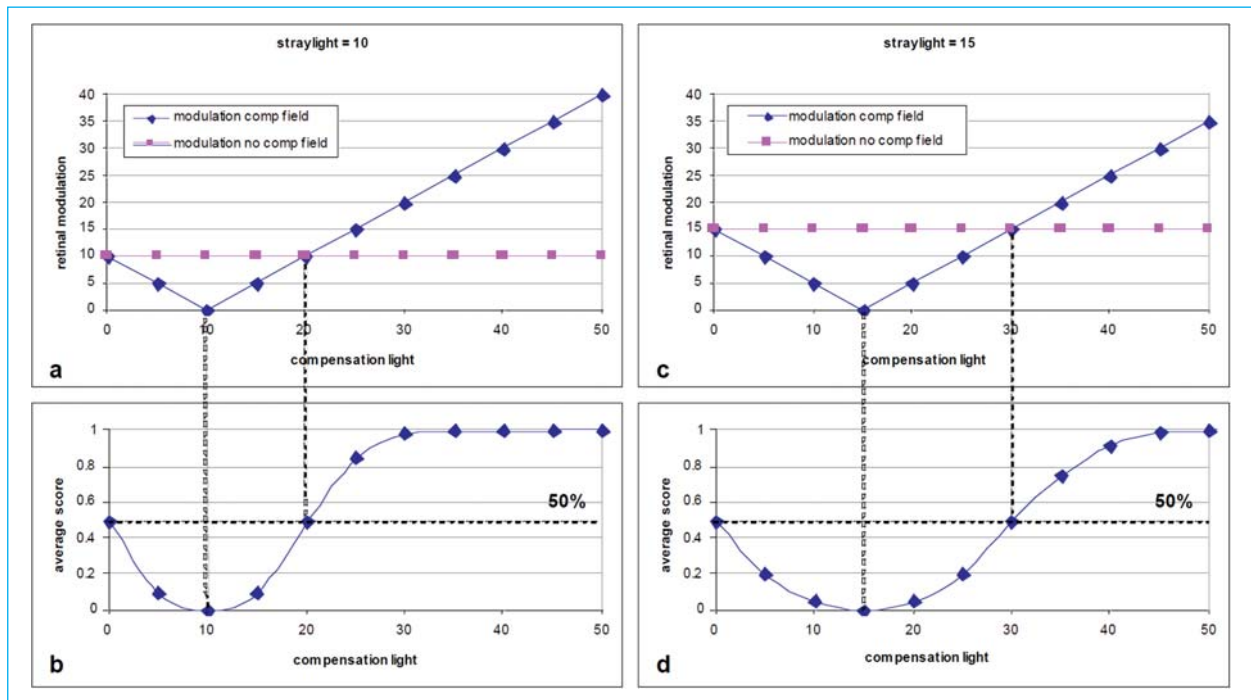 straylight = 10
40
35
30
25
20
15
10
5
0
retinal modulation
modulation comp field
modulation no comp field
0 10 20 30 40 50
compensation light
a
1
0.8
0.6
0.4
0.2
0
average score
50%
0 10 20 30 40 50
compensation light
b
straylight = 15
40
35
30
25
20
15
10
5
0
retinal modulation
modulation comp field
modulation no comp field
0 10 20 30 40 50
compensation light
c
1
0.8
0.6
0.4
0.2
0
average score
50%
0 10 20 30 40 50
compensation light
d